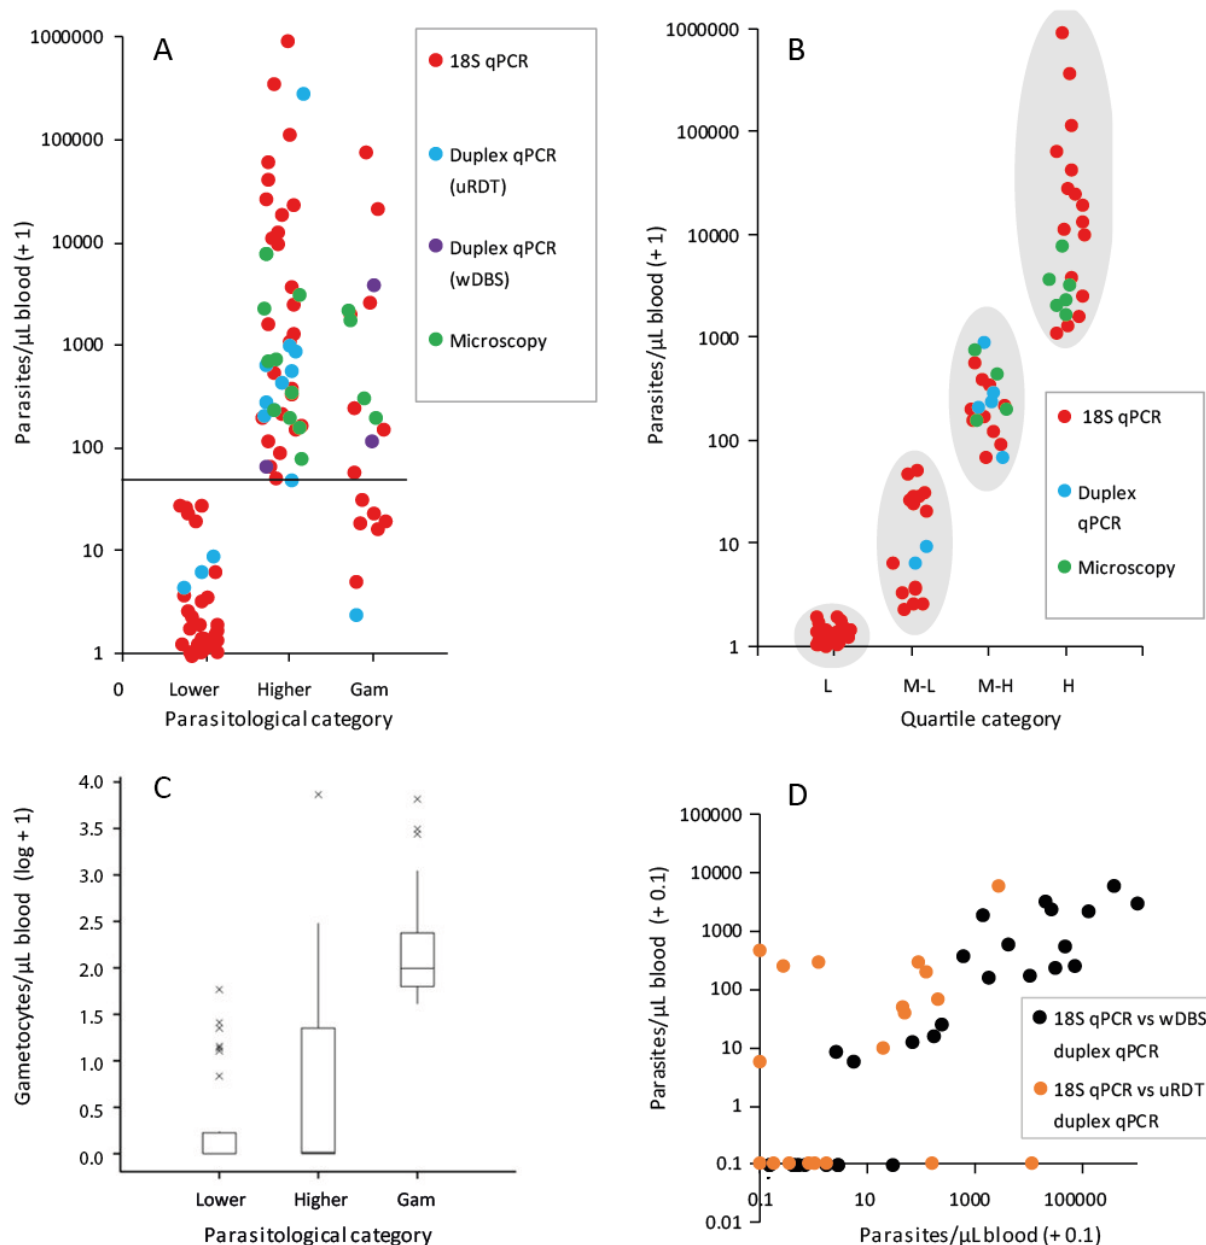 A
1000000
100000
10000
1000
100
10
1
0
Parasites/µL blood (+ 1)
Lower
Higher
Gam
Parasitological category
18S qPCR
Duplex qPCR
(uRDT)
Duplex qPCR
(wDBS)
Microscopy
B
1000000
100000
10000
1000
100
10
1
Parasites/µL blood (+ 1)
L
M-L
M-H
H
Quartile category
18S qPCR
Duplex
qPCR
Microscopy
C
4.0
3.5
3.0
2.5
2.0
1.5
1.0
0.5
0.0
Gametocytes/µL blood (log + 1)
Lower
Higher
Gam
Parasitological category
D
100000
10000
1000
100
10
1
0.1
0.01
Parasites/µL blood (+ 0.1)
0.1
10
1000
100000
Parasites/µL blood (+ 0.1)
18S qPCR vs wDBS
duplex qPCR
18S qPCR vs uRDT
duplex qPCR